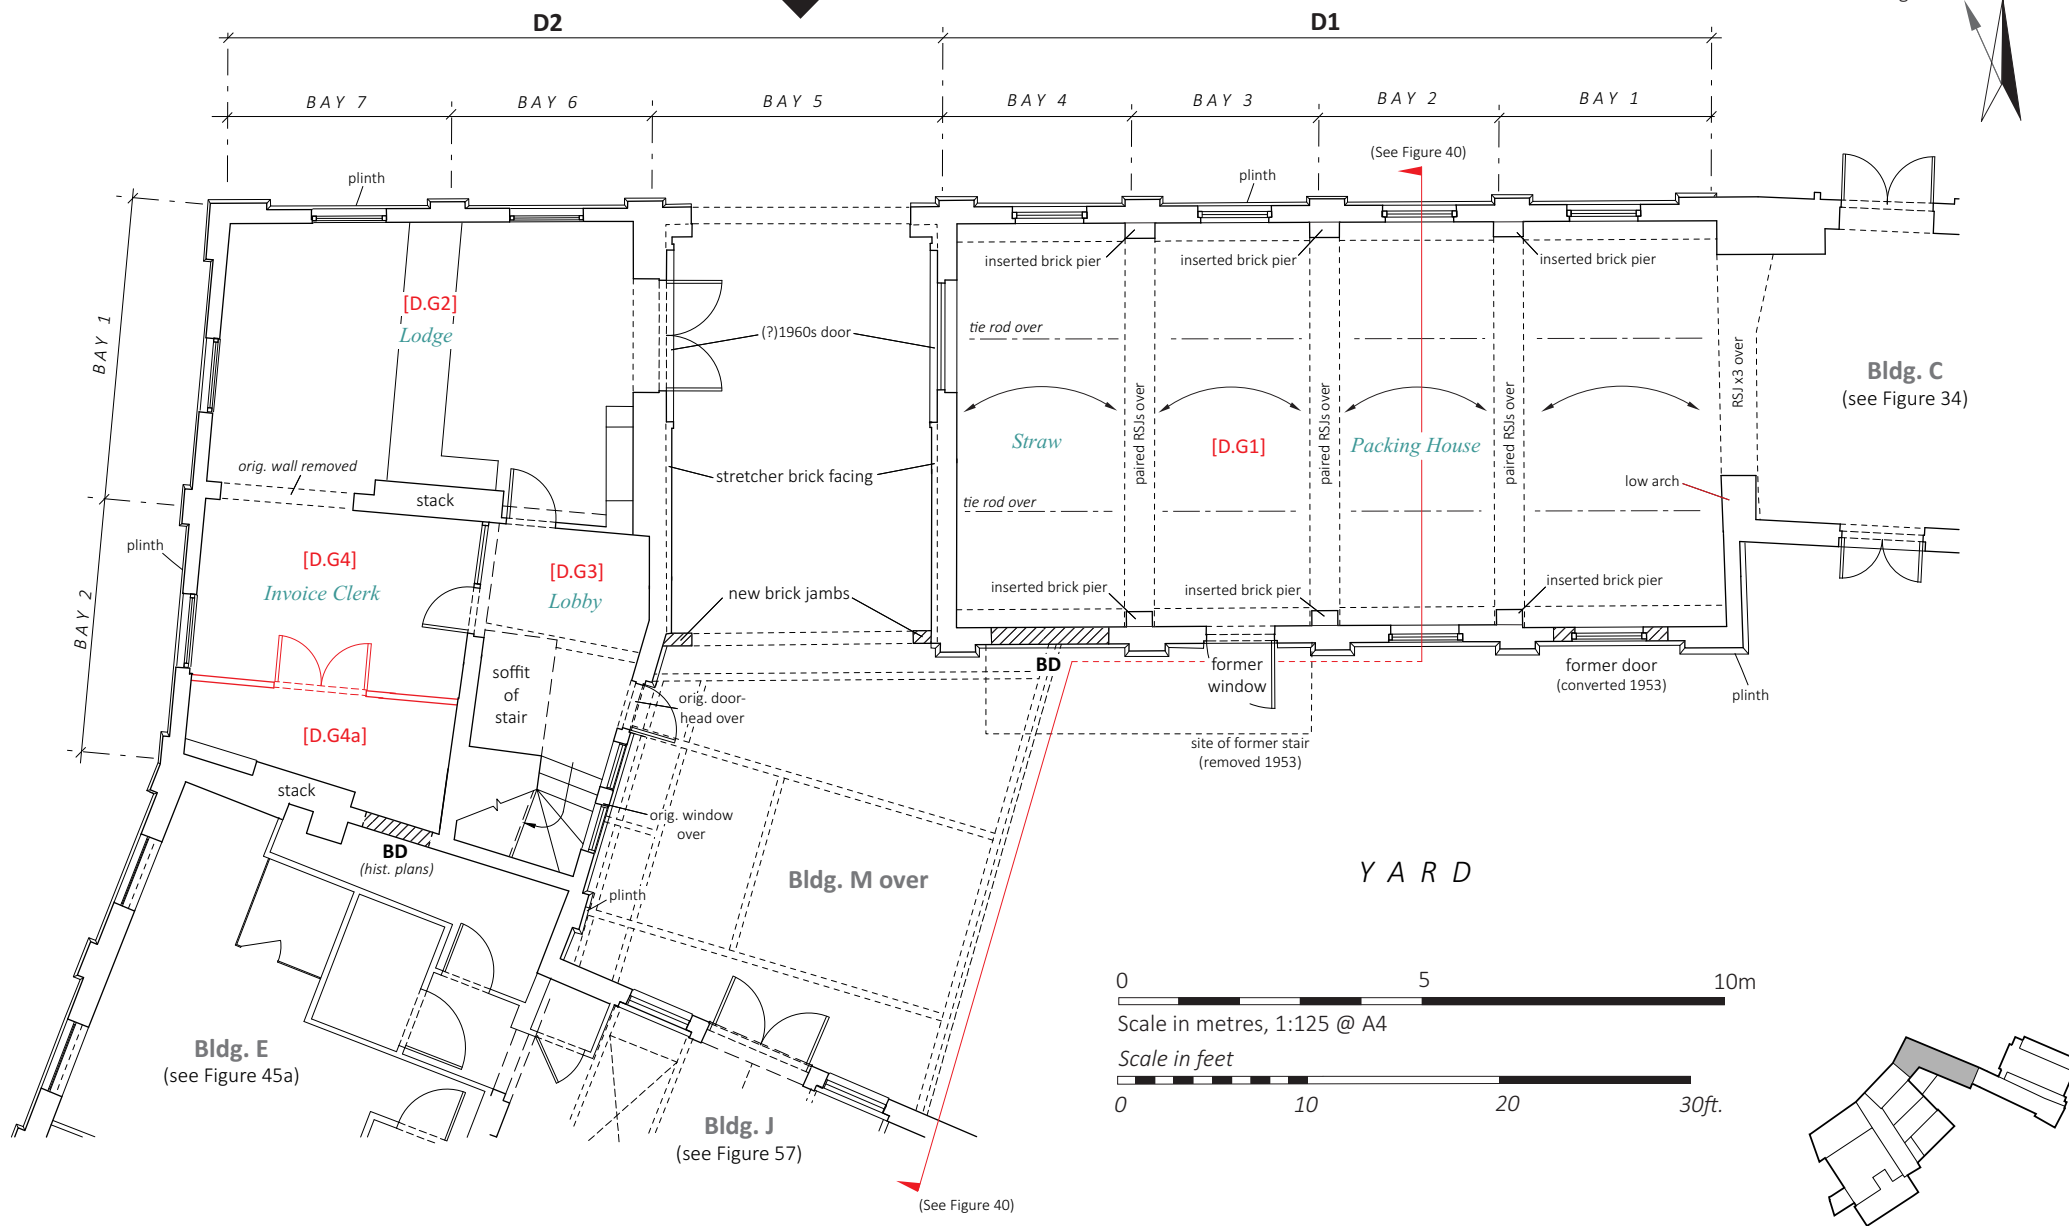 D2
D1
BAY 7
BAY 6
BAY 5
BAY 4
BAY 3
BAY 2
BAY 1
(See Figure 40)
plinth
plinth
inserted brick pier
inserted brick pier
inserted brick pier
[D.G2]
Lodge
(?)1960s door
tie rod over
BAY 1
RSJ x3 over
Bldg. C
(see Figure 34)
paired RSJs over
paired RSJs over
paired RSJs over
Straw
[D.G1]
Packing House
orig. wall removed
stack
stretcher brick facing
tie rod over
low arch
plinth
[D.G4]
Invoice Clerk
[D.G3]
Lobby
BAY 2
new brick jambs
inserted brick pier
inserted brick pier
inserted brick pier
BD
former
window
former door
(converted 1953)
plinth
soffit
of
stair
orig. door-
head over
[D.G4a]
site of former stair
(removed 1953)
stack
orig. window
over
BD
(hist. plans)
plinth
Bldg. M over
YARD
0 5 10m
Scale in metres, 1:125 @ A4
Scale in feet
0 10 20 30ft.
Bldg. E
(see Figure 45a)
Bldg. J
(see Figure 57)
(See Figure 40)